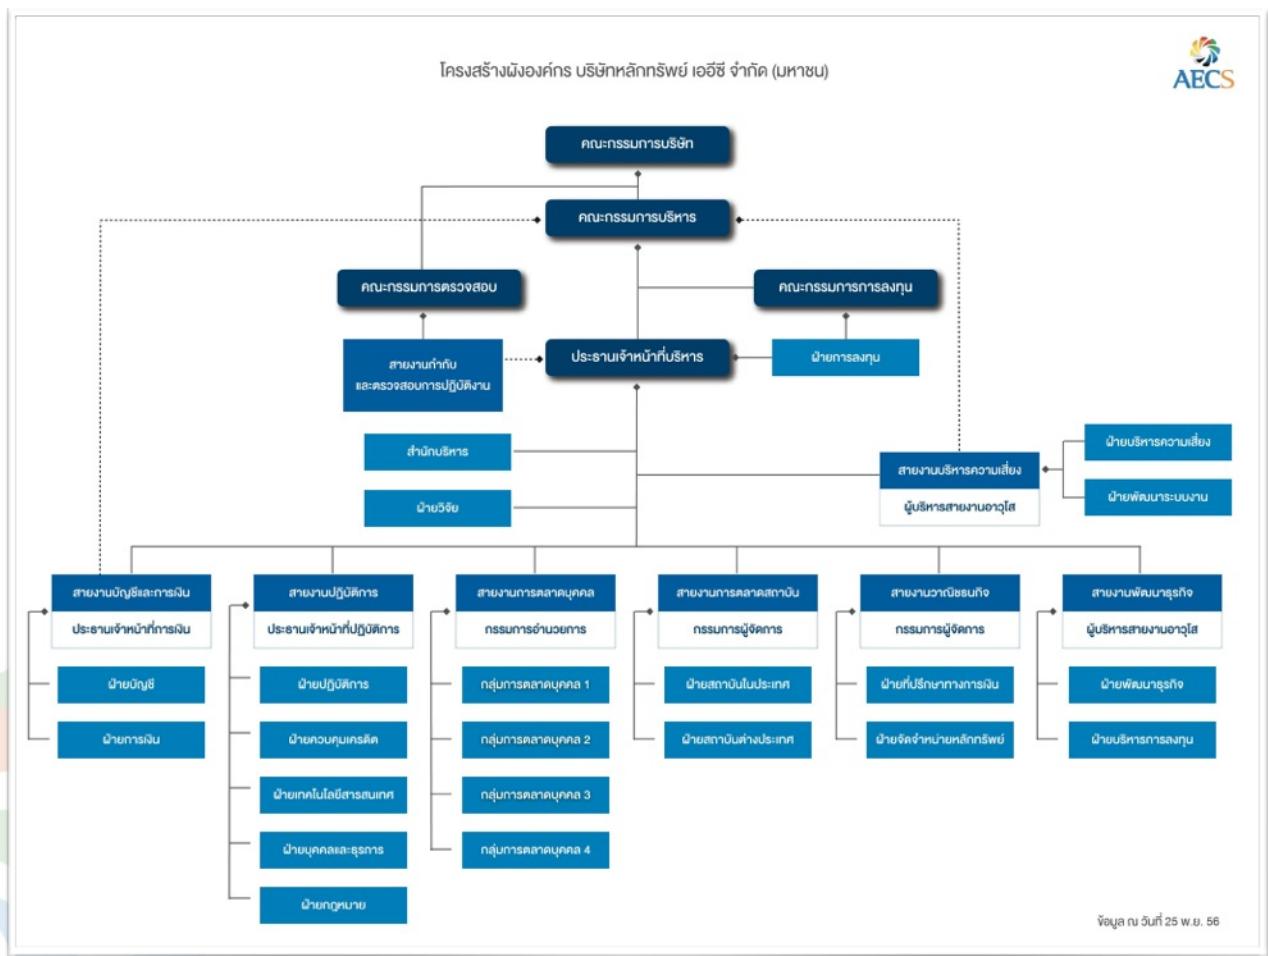 โครงสร้างผังองค์กร บริษัทหลักทรัพย์ เออีซี จำกัด (มหาชน)
AECS
คณะกรรมการบริษัท
คณะกรรมการบริหาร
คณะกรรมการตรวจสอบ
คณะกรรมการการลงทุน
สายงานกำกับ
และตรวจสอบการปฏิบัติงาน
ประธานเจ้าหน้าที่บริหาร
ฝ่ายการลงทุน
สำนักบริหาร
ฝ่ายวิจัย
สายงานบริหารความเสี่ยง
ผู้บริหารสายงานอาวุโส
ฝ่ายบริหารความเสี่ยง
ฝ่ายพัฒนาระบบงาน
สายงานบัญชีและการเงิน
ประธานเจ้าหน้าที่การเงิน
ฝ่ายบัญชี
ฝ่ายการเงิน
สายงานปฏิบัติการ
ประธานเจ้าหน้าที่ปฏิบัติการ
ฝ่ายปฏิบัติการ
ฝ่ายควบคุมเครดิต
ฝ่ายเทคโนโลยีสารสนเทศ
ฝ่ายบุคคลและธุรการ
ฝ่ายกฎหมาย
สายงานการตลาดบุคคล
กรรมการอำนวยการ
กลุ่มการตลาดบุคคล 1
กลุ่มการตลาดบุคคล 2
กลุ่มการตลาดบุคคล 3
กลุ่มการตลาดบุคคล 4
สายงานการตลาดสถาบัน
กรรมการผู้จัดการ
ฝ่ายสถาบันในประเทศ
ฝ่ายสถาบันต่างประเทศ
สายงานวาณิชธนกิจ
กรรมการผู้จัดการ
ฝ่ายที่ปรึกษาทางการเงิน
ฝ่ายจัดจำหน่ายหลักทรัพย์
สายงานพัฒนาธุรกิจ
ผู้บริหารสายงานอาวุโส
ฝ่ายพัฒนาธุรกิจ
ฝ่ายบริหารการลงทุน
ข้อมูล ณ วันที่ 25 พ.ย. 56